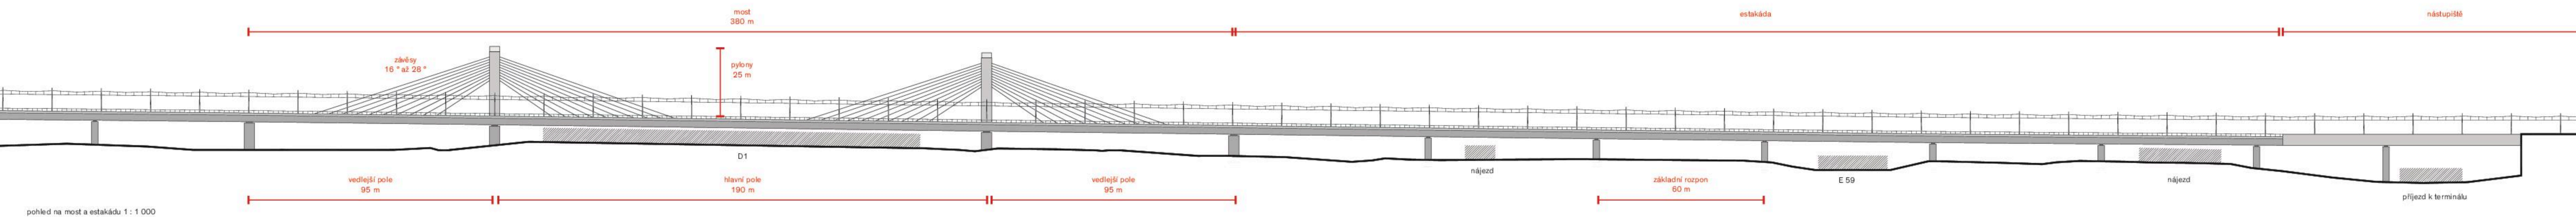 most
380 m
estakáda
nástupiště
závěsy
16 ° až 28 °
pylony
25 m
D1
nájezd
E 59
nájezd
příjezd k terminálu
vedlejší pole
95 m
hlavní pole
190 m
vedlejší pole
95 m
základní rozpon
60 m
pohled na most a estakádu 1 : 1 000